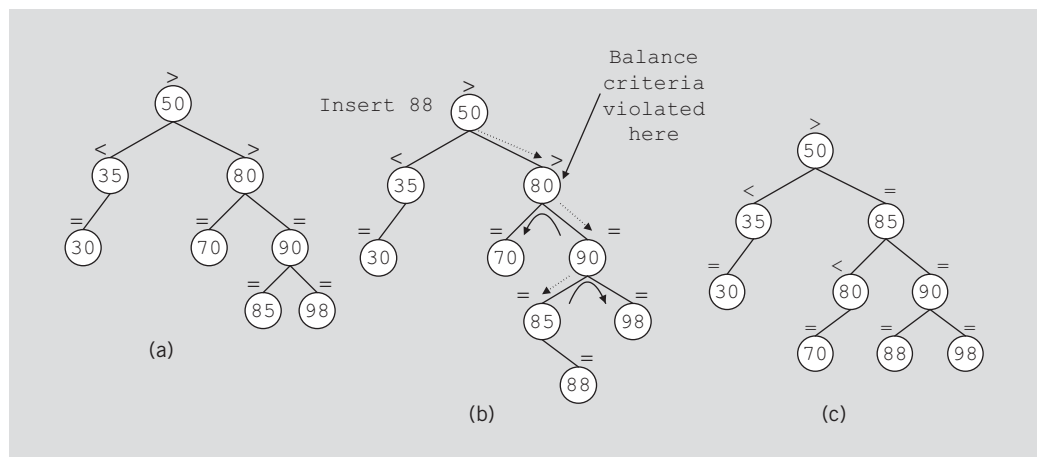 >
50
< >
35 80
= = =
30 70 90
= =
85 98
(a)
Insert 88
>
50
Balance
criteria
violated
here
< >
35 80
= = =
30 70 90
= =
85 98
=
88
(b)
>
50
< =
35 85
= < =
30 80 90
= = =
70 88 98
(c)